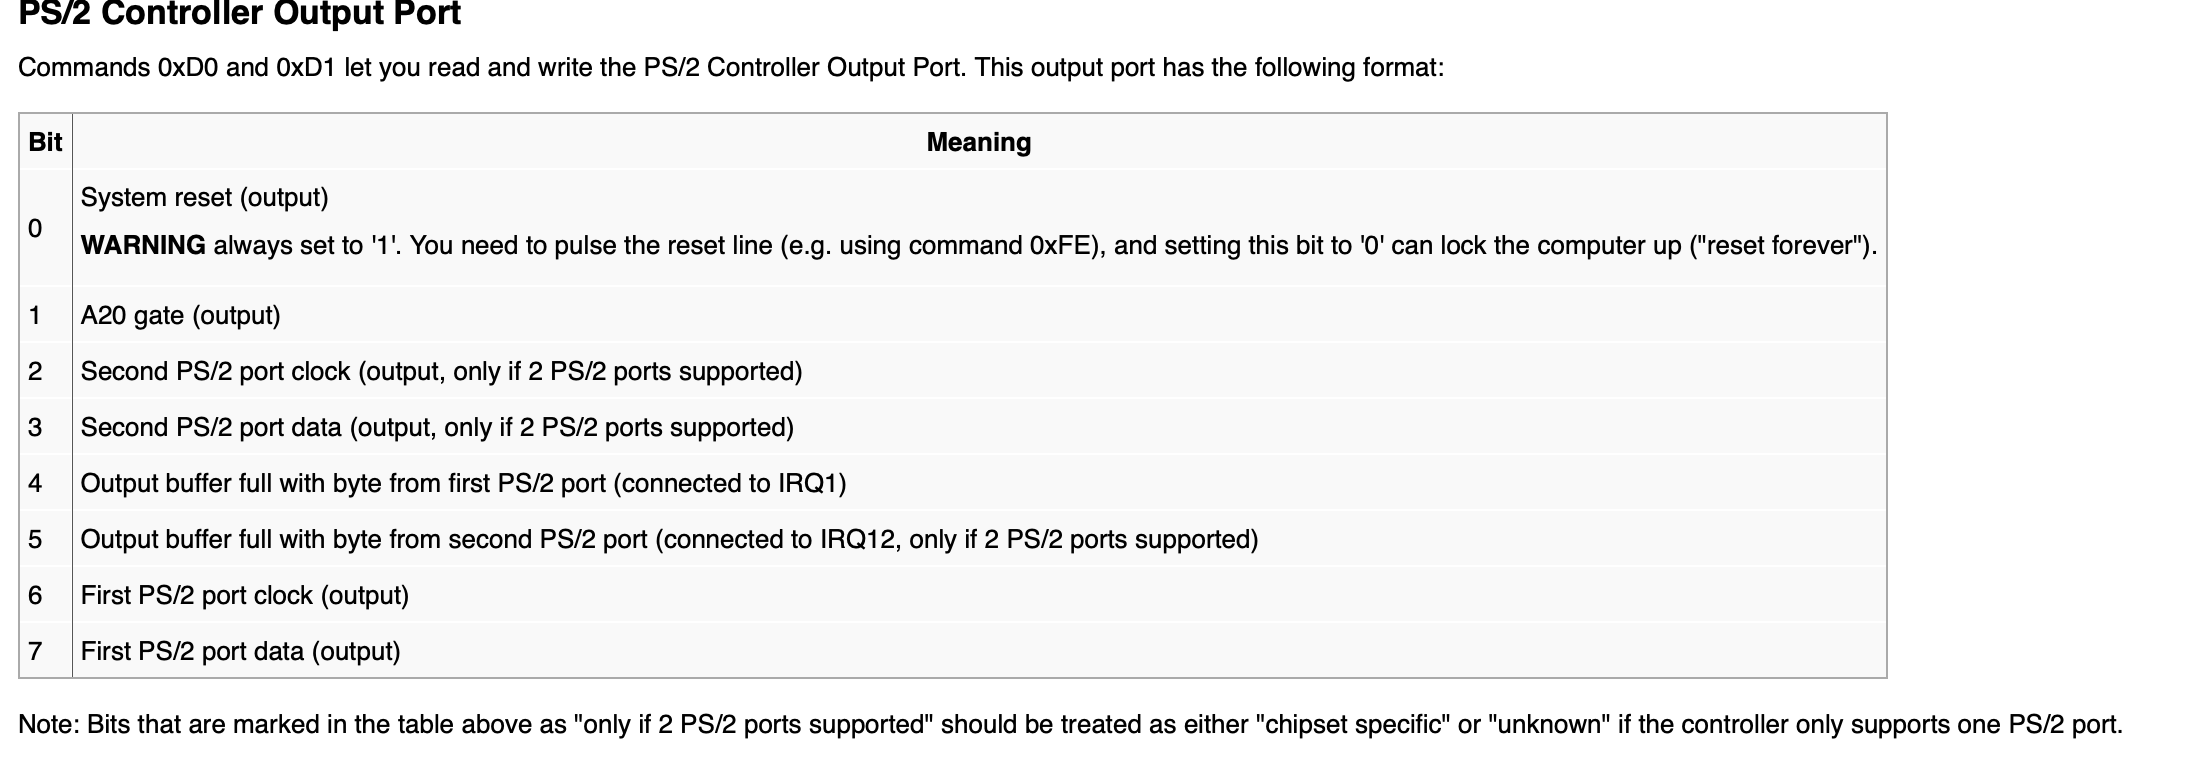 PS/2 Controller Output Port
Commands 0xD0 and 0xD1 let you read and write the PS/2 Controller Output Port. This output port has the following format:
Bit Meaning
0 System reset (output)
WARNING always set to '1'. You need to pulse the reset line (e.g. using command 0xFE), and setting this bit to '0' can lock the computer up ("reset forever").
1 A20 gate (output)
2 Second PS/2 port clock (output, only if 2 PS/2 ports supported)
3 Second PS/2 port data (output, only if 2 PS/2 ports supported)
4 Output buffer full with byte from first PS/2 port (connected to IRQ1)
5 Output buffer full with byte from second PS/2 port (connected to IRQ12, only if 2 PS/2 ports supported)
6 First PS/2 port clock (output)
7 First PS/2 port data (output)
Note: Bits that are marked in the table above as "only if 2 PS/2 ports supported" should be treated as either "chipset specific" or "unknown" if the controller only supports one PS/2 port.